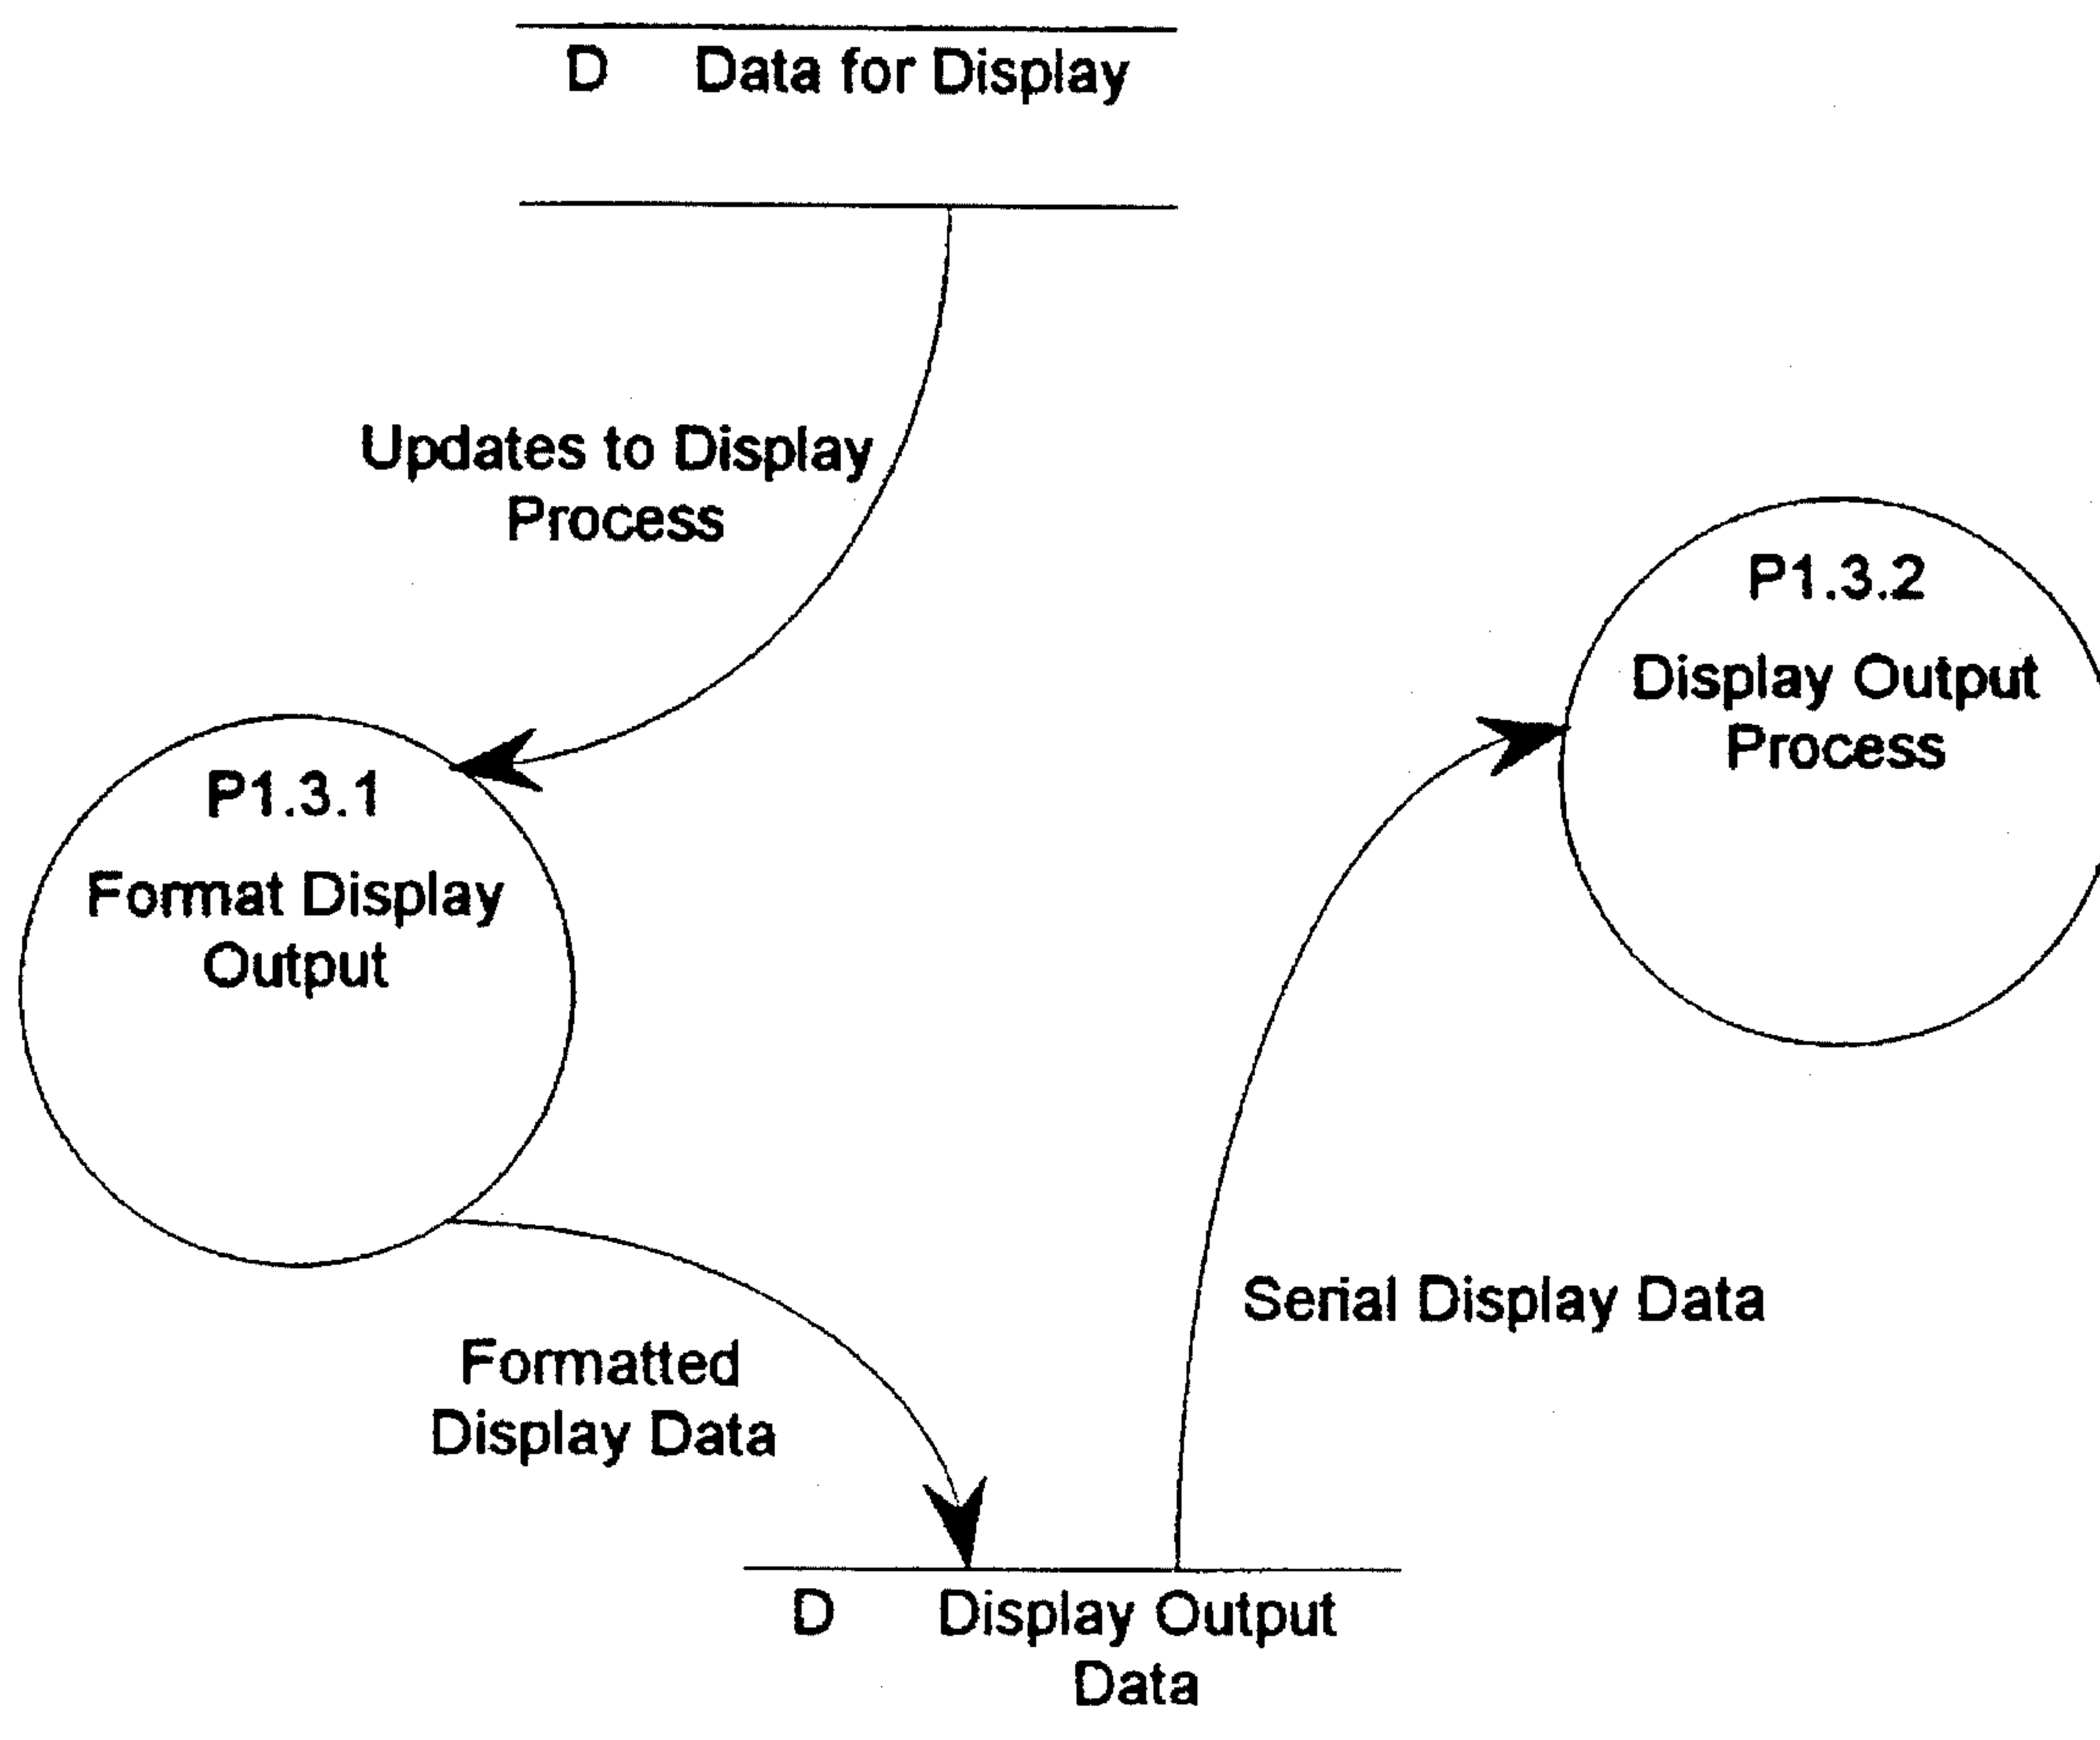 D Data for Display
Updates to Display
Process
P1.3.2
Display Output
Process
P1.3.1
Format Display
Output
Serial Display Data
Formatted
Display Data
D Display Output
Data